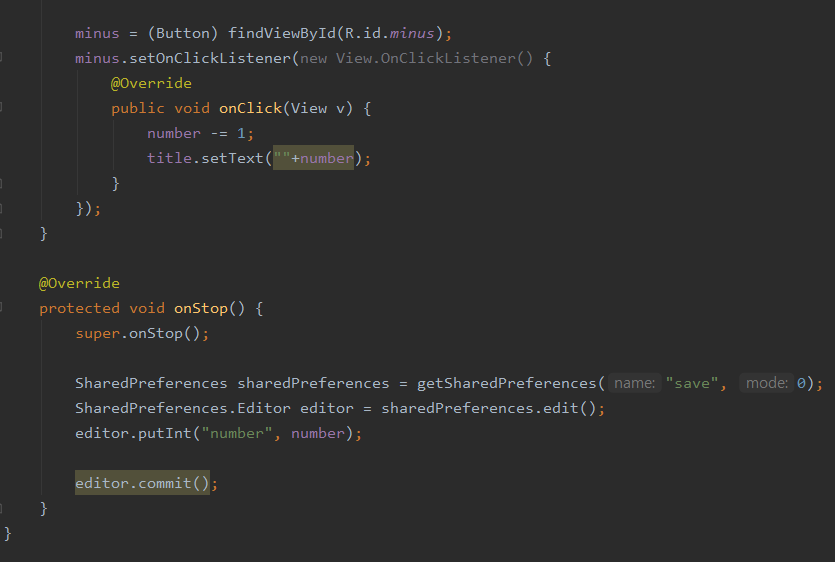 minus = (Button) findViewById(R.id.minus);
minus.setOnClickListener(new View.OnClickListener() {
@Override
public void onClick(View v) {
number -= 1;
title.setText(""+number);
}
});
}
@Override
protected void onStop() {
super.onStop();
SharedPreferences sharedPreferences = getSharedPreferences( name: "save", mode: 0);
SharedPreferences.Editor editor = sharedPreferences.edit();
editor.putInt("number", number);
editor.commit();
}
}